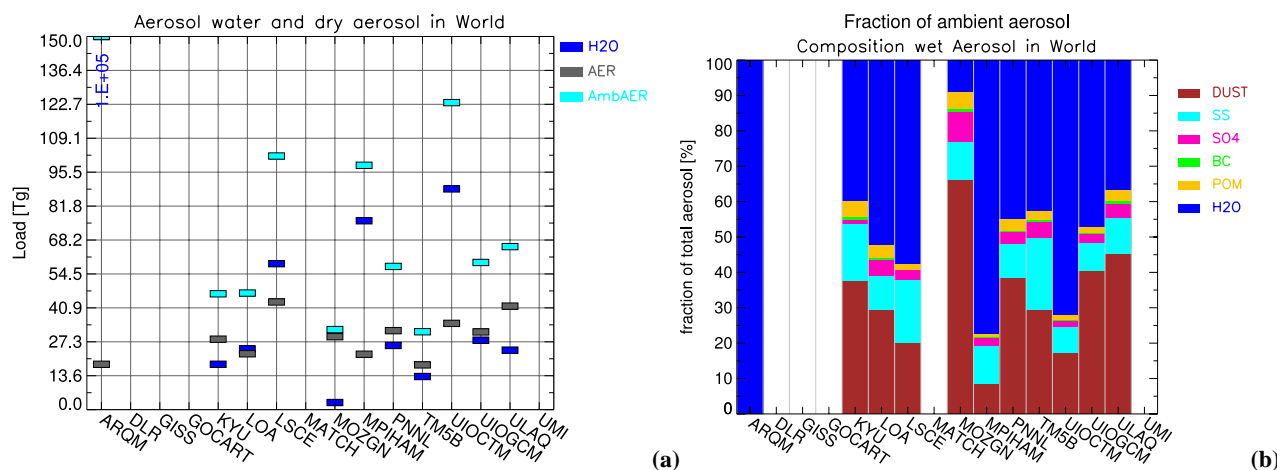 Aerosol water and dry aerosol in World
Load [Tg]
150.0
136.4
122.7
109.1
95.5
81.8
68.2
54.5
40.9
27.3
13.6
0.0
1.E+05
H2O
AER
AmbAER
ARQM
DLR
GISS
GOCART
KYU
LOA
LSCE
MATCH
MOZGN
MPIHAM
PNNL
TM5B
UIOCTM
UIOGCM
ULAQ
UMI
(a)
Fraction of ambient aerosol
Composition wet Aerosol in World
fraction of total aerosol [%]
100
90
80
70
60
50
40
30
20
10
0
DUST
SS
SO4
BC
POM
H2O
ARQM
DLR
GISS
GOCART
KYU
LOA
LSCE
MATCH
MOZGN
MPIHAM
PNNL
TM5B
UIOCTM
UIOGCM
ULAQ
UMI
(b)